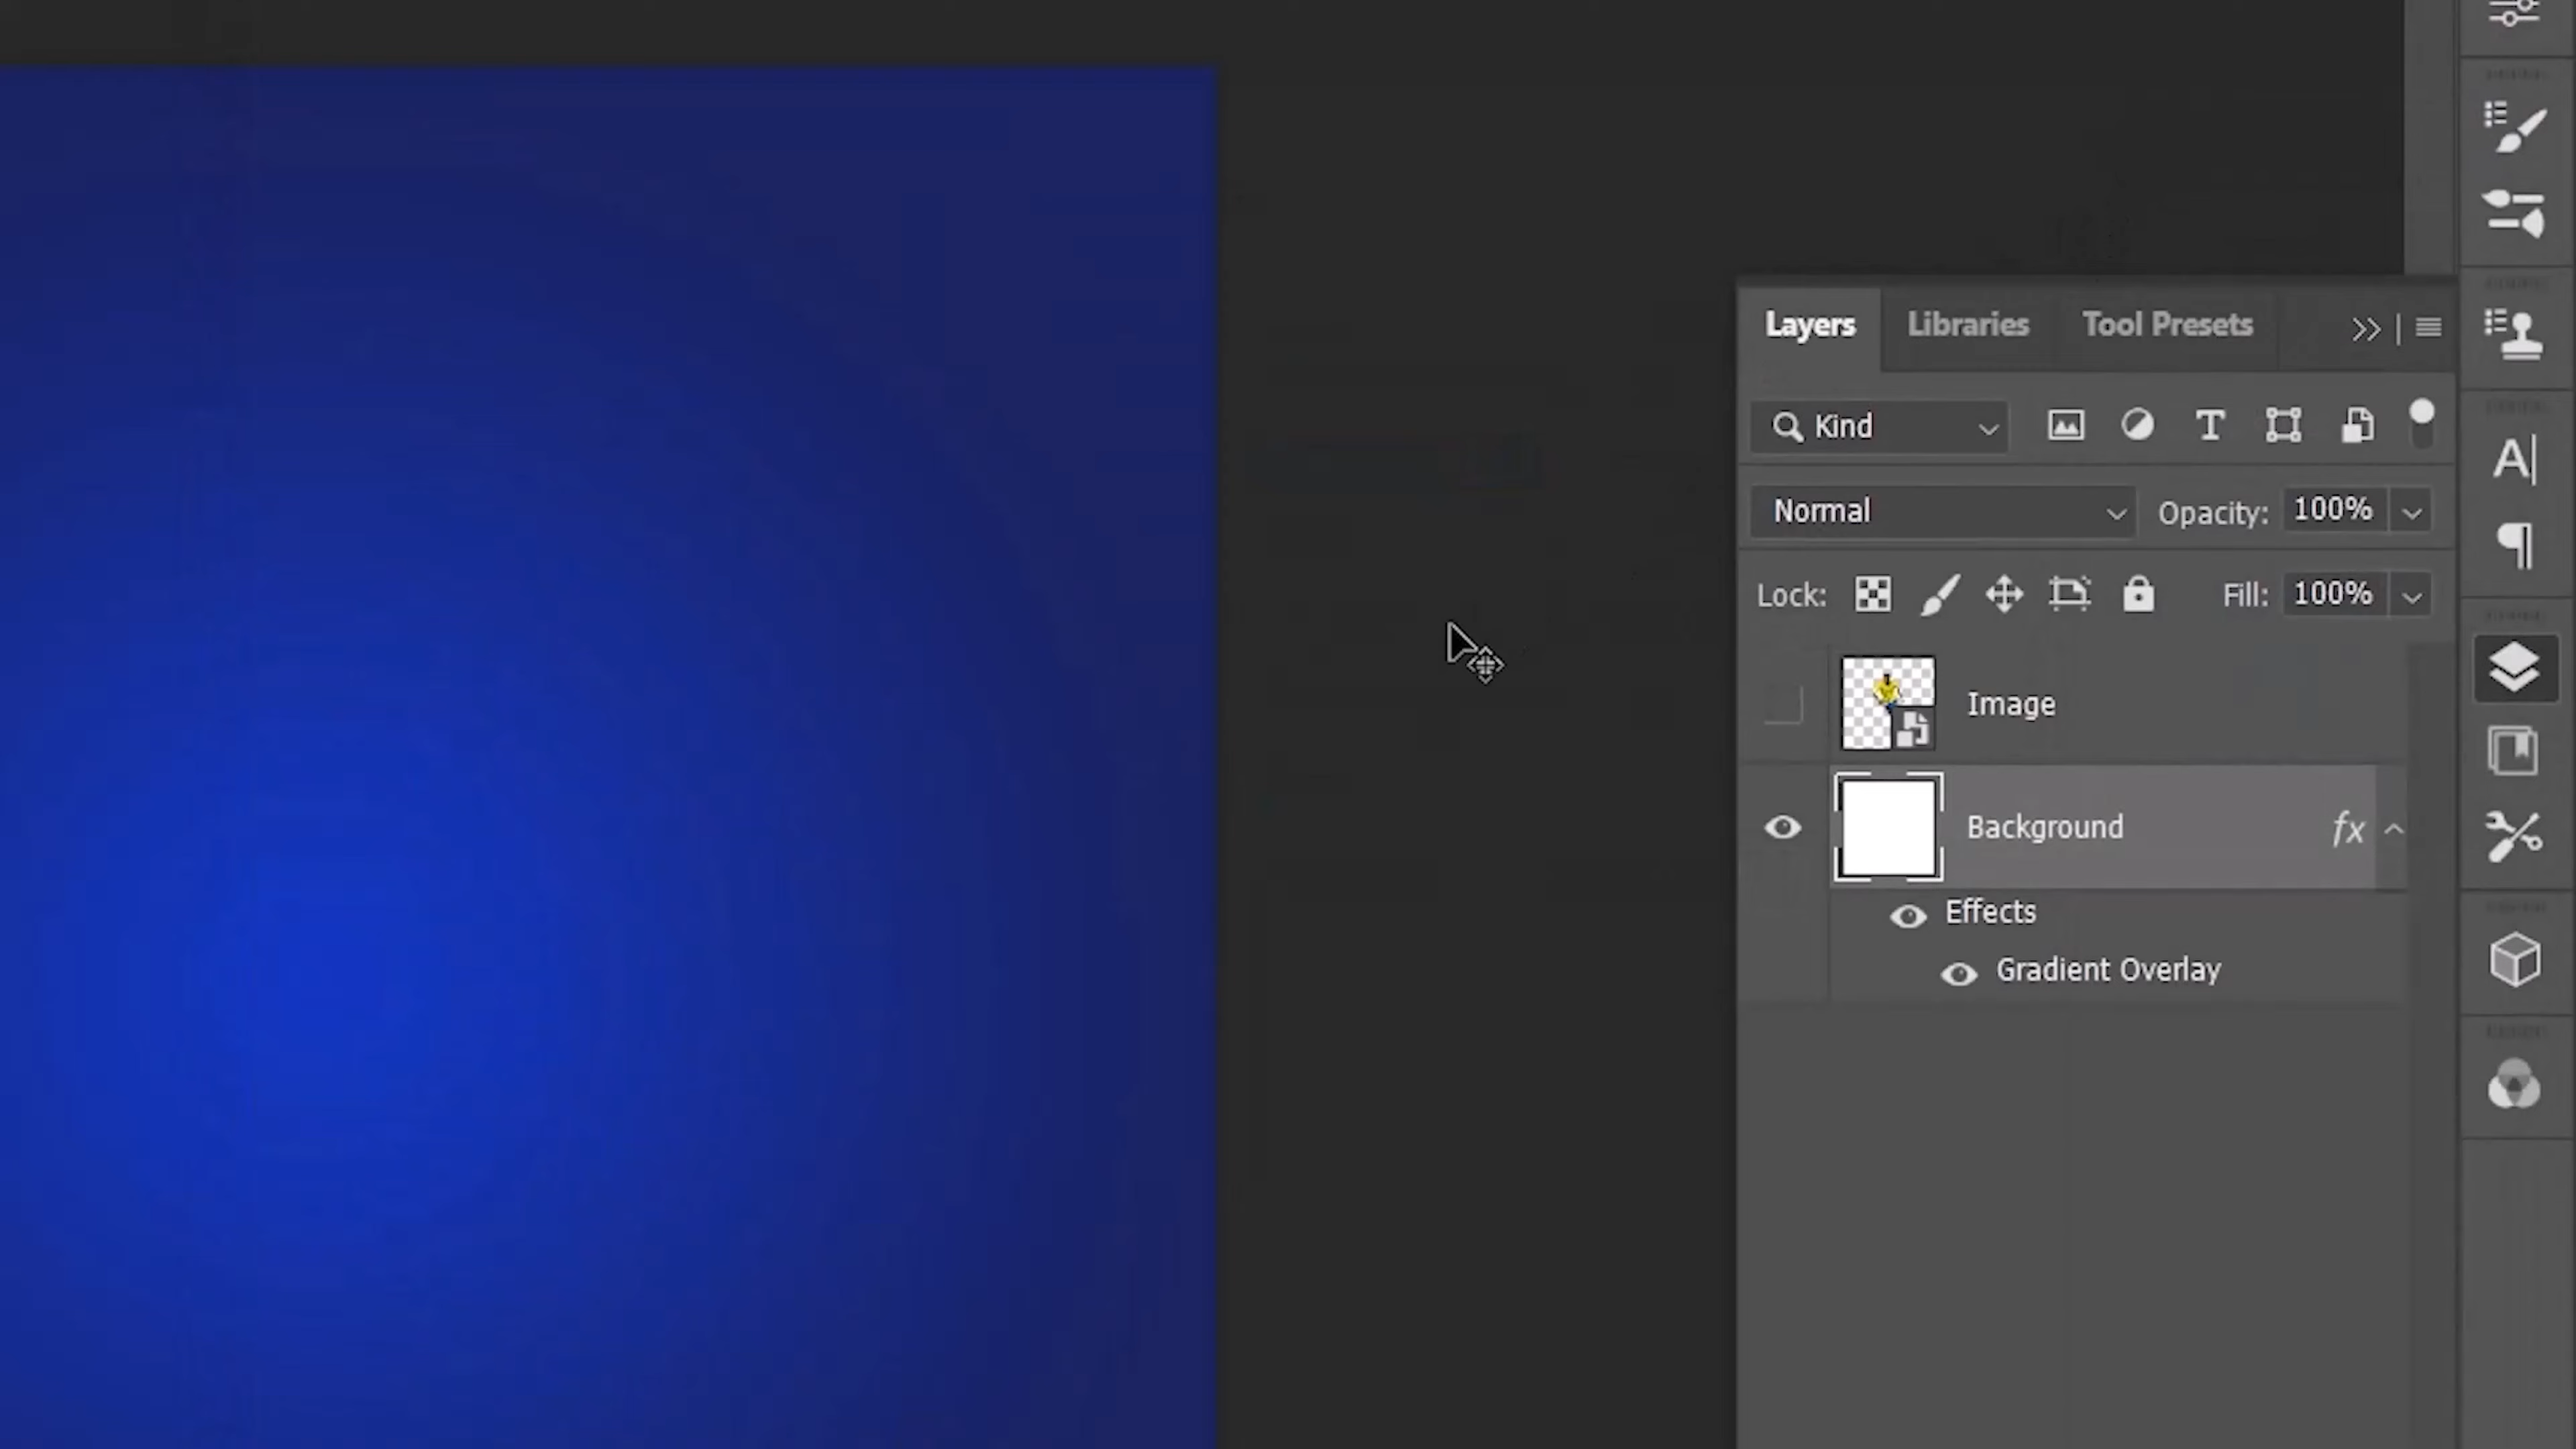 Layers Libraries Tool Presets
Kind
Normal Opacity: 100%
Lock: Fill: 100%
Image
Background fx
Effects
Gradient Overlay